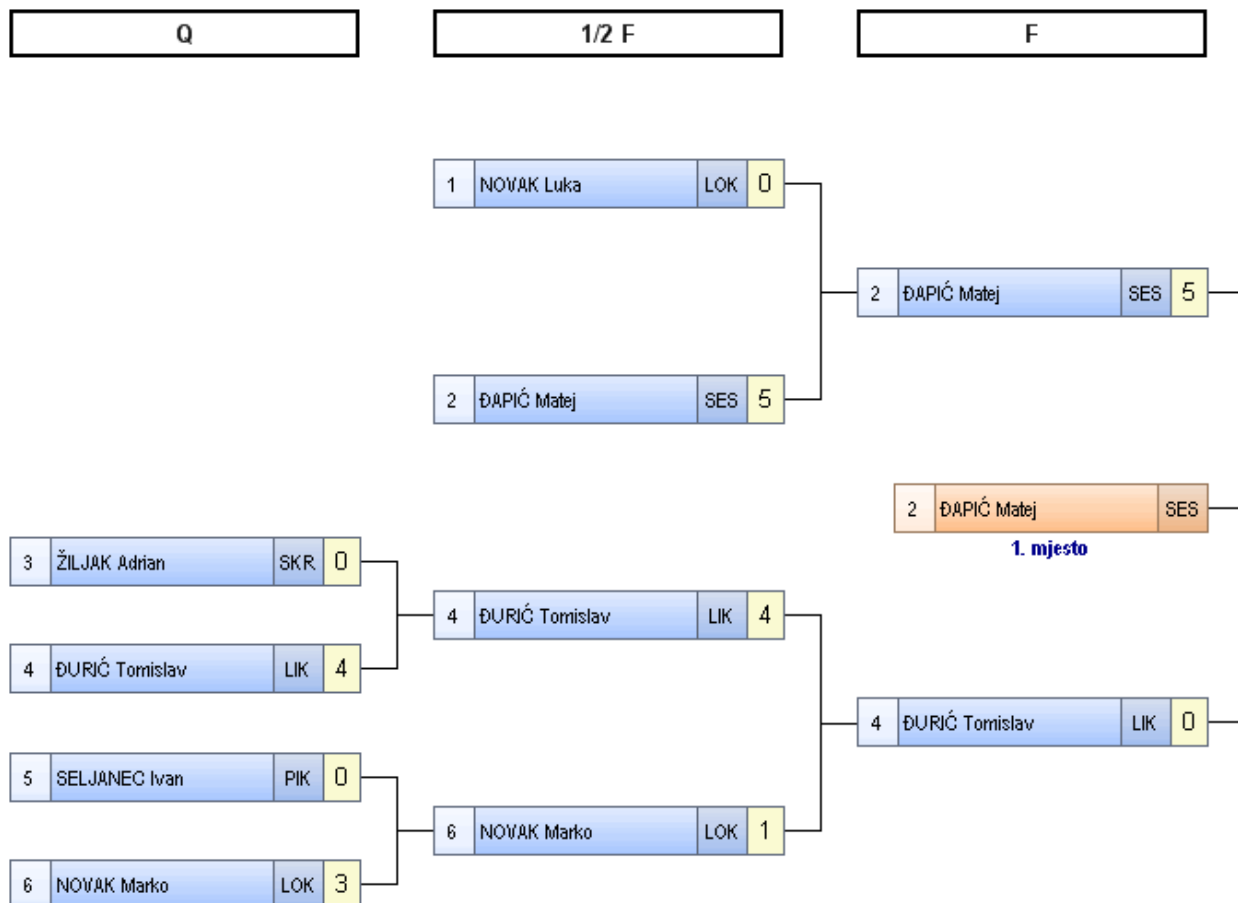 Q 1/2 F F
1 NOVAK Luka LOK 0
2 ĐAPIĆ Matej SES 5
2 ĐAPIĆ Matej SES 5
2 ĐAPIĆ Matej SES
1. mjesto
3 ŽILJAK Adrian SKR 0
4 ĐURIĆ Tomislav LIK 4
4 ĐURIĆ Tomislav LIK 4
4 ĐURIĆ Tomislav LIK 0
5 SELJANEC Ivan PIK 0
6 NOVAK Marko LOK 1
6 NOVAK Marko LOK 3